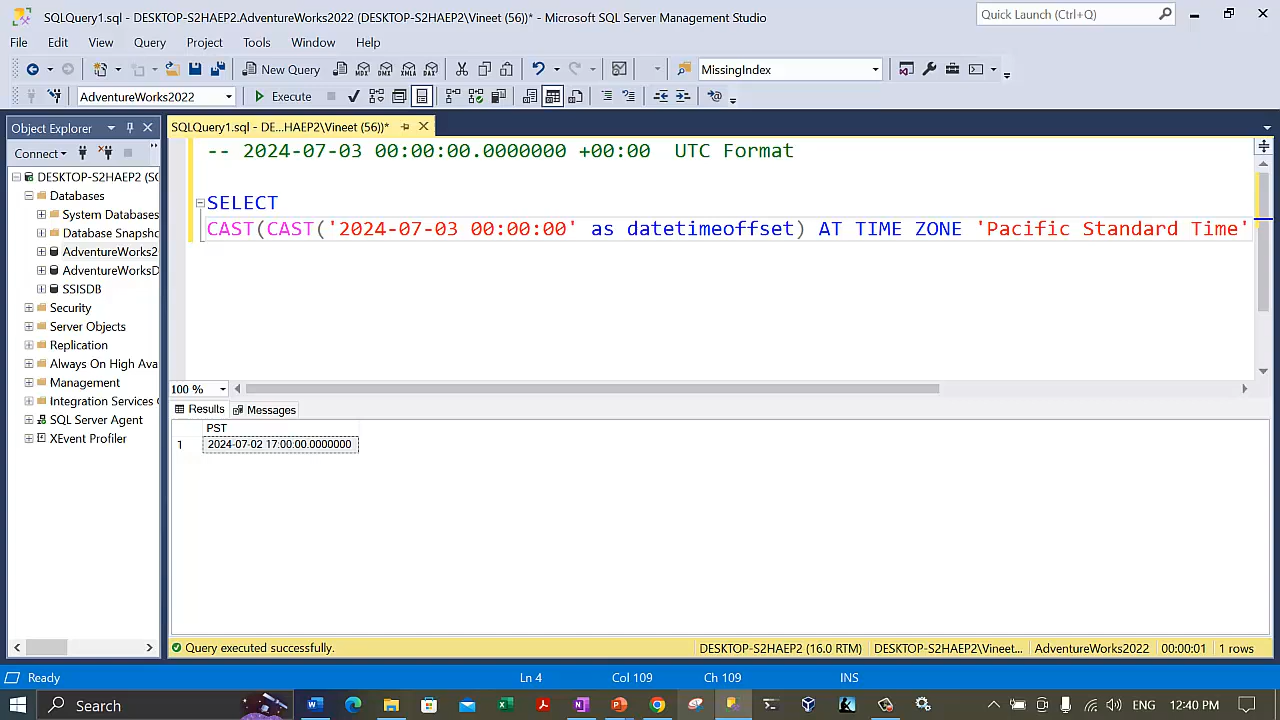 SQLQuery1.sql - DESKTOP-S2HAEP2.AdventureWorks2022 (DESKTOP-S2HAEP2\Vineet (56))* - Microsoft SQL Server Management Studio
Quick Launch (Ctrl+Q)
File Edit View Query Project Tools Window Help
New Query MDX DMX XMLA DAX MissingIndex
AdventureWorks2022 Execute
Object Explorer
SQLQuery1.sql - DE...HAEP2\Vineet (56))*
Connect
DESKTOP-S2HAEP2 (SQ
Databases
System Databases
Database Snapsho
AdventureWorks2
AdventureWorksD
SSISDB
Security
Server Objects
Replication
Always On High Ava
Management
Integration Services C
SQL Server Agent
XEvent Profiler
-- 2024-07-03 00:00:00.0000000 +00:00 UTC Format
SELECT
CAST(CAST('2024-07-03 00:00:00' as datetimeoffset) AT TIME ZONE 'Pacific Standard Time'
100 %
Results Messages
PST
1 2024-07-02 17:00:00.0000000
Query executed successfully. DESKTOP-S2HAEP2 (16.0 RTM) DESKTOP-S2HAEP2\Vineet... AdventureWorks2022 00:00:01 1 rows
Ready Ln 4 Col 109 Ch 109 INS
Search ENG 12:40 PM